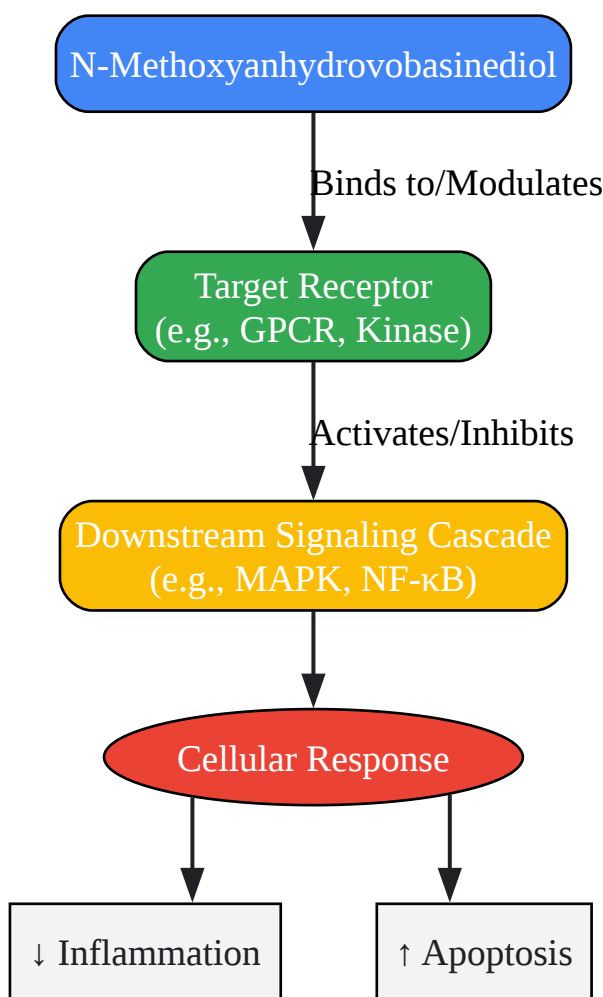 N-Methoxyanhydrovobasinediol
Binds to/Modulates
Target Receptor
(e.g., GPCR, Kinase)
Activates/Inhibits
Downstream Signaling Cascade
(e.g., MAPK, NF-κB)
Cellular Response
↓ Inflammation
↑ Apoptosis